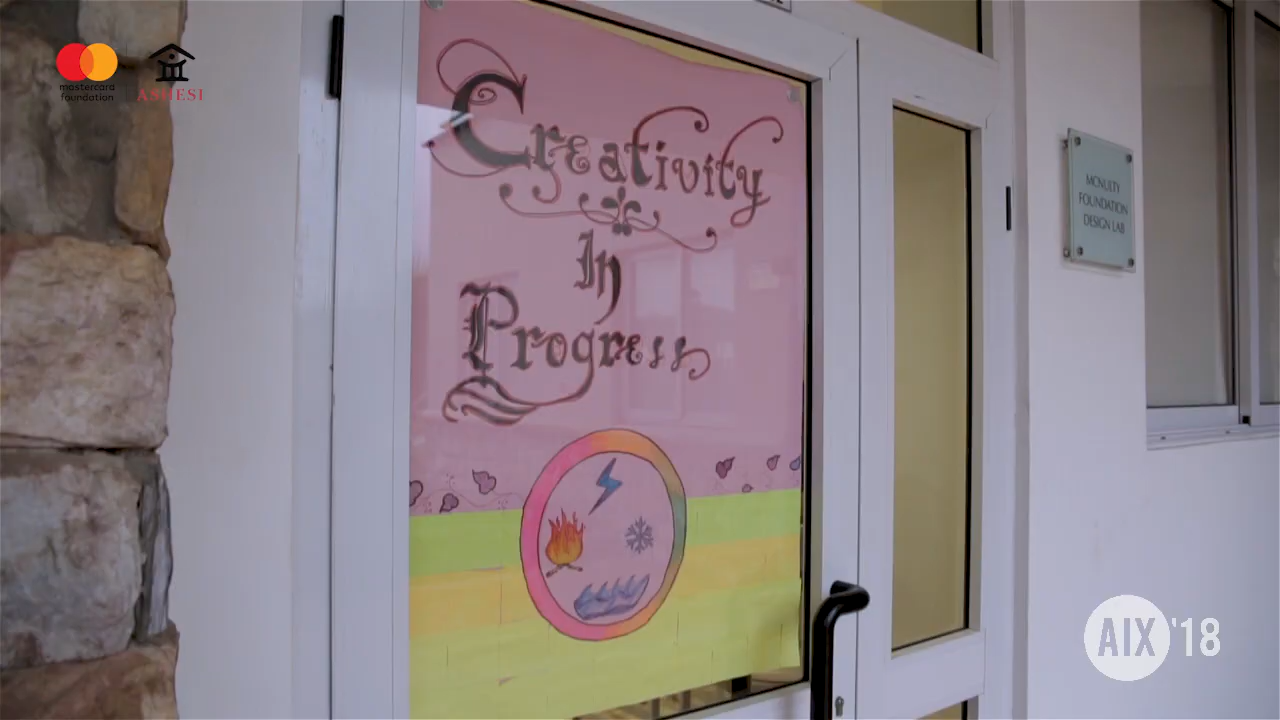 mastercard
foundation
ASHESI
Creativity
In
Progress
MCNULTY
FOUNDATION
DESIGN LAB
AIX '18